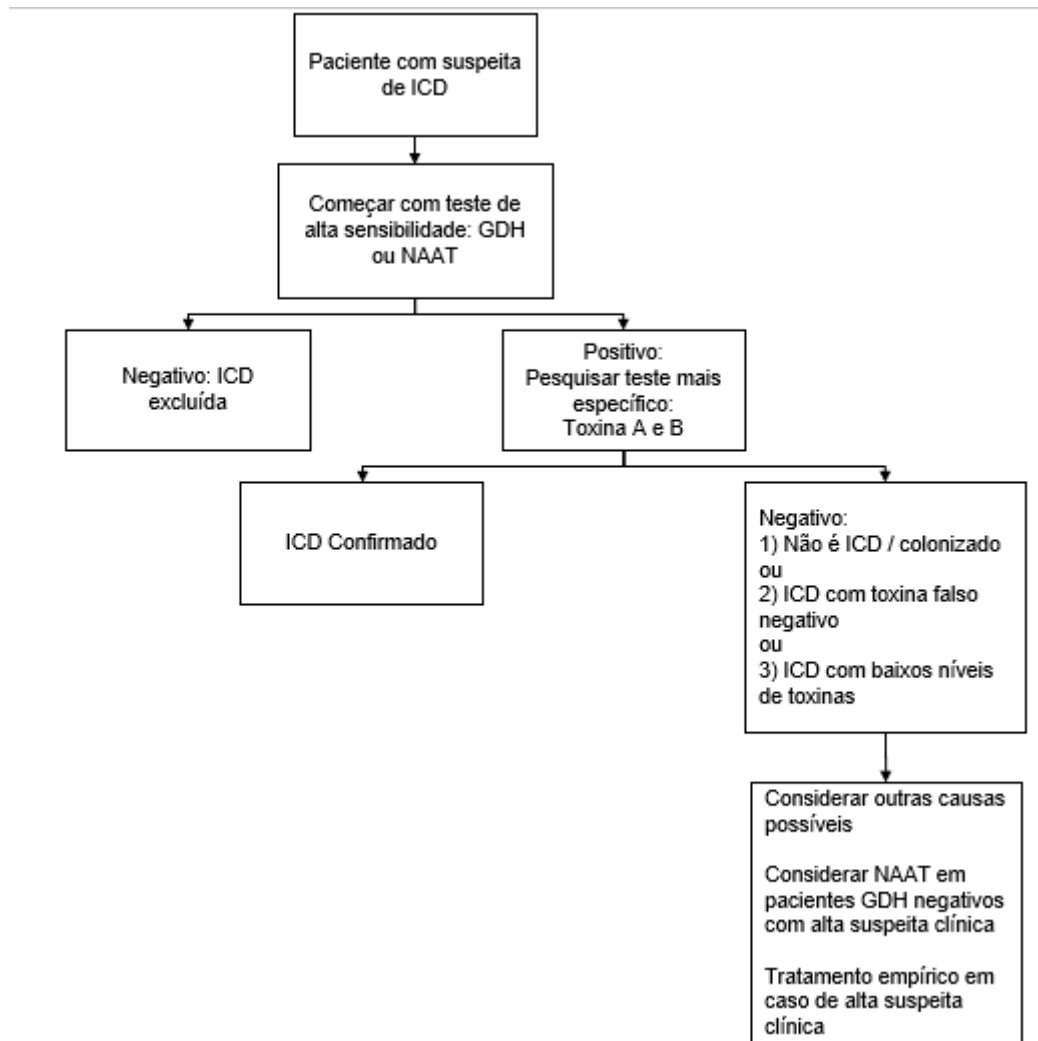 Paciente com suspeita
de ICD
Começar com teste de
alta sensibilidade: GDH
ou NAAT
Negativo: ICD
excluída
Positivo:
Pesquisar teste mais
específico:
Toxina A e B
ICD Confirmado
Negativo:
1) Não é ICD / colonizado
ou
2) ICD com toxina falso
negativo
ou
3) ICD com baixos níveis
de toxinas
Considerar outras causas
possíveis
Considerar NAAT em
pacientes GDH negativos
com alta suspeita clínica
Tratamento empírico em
caso de alta suspeita
clínica